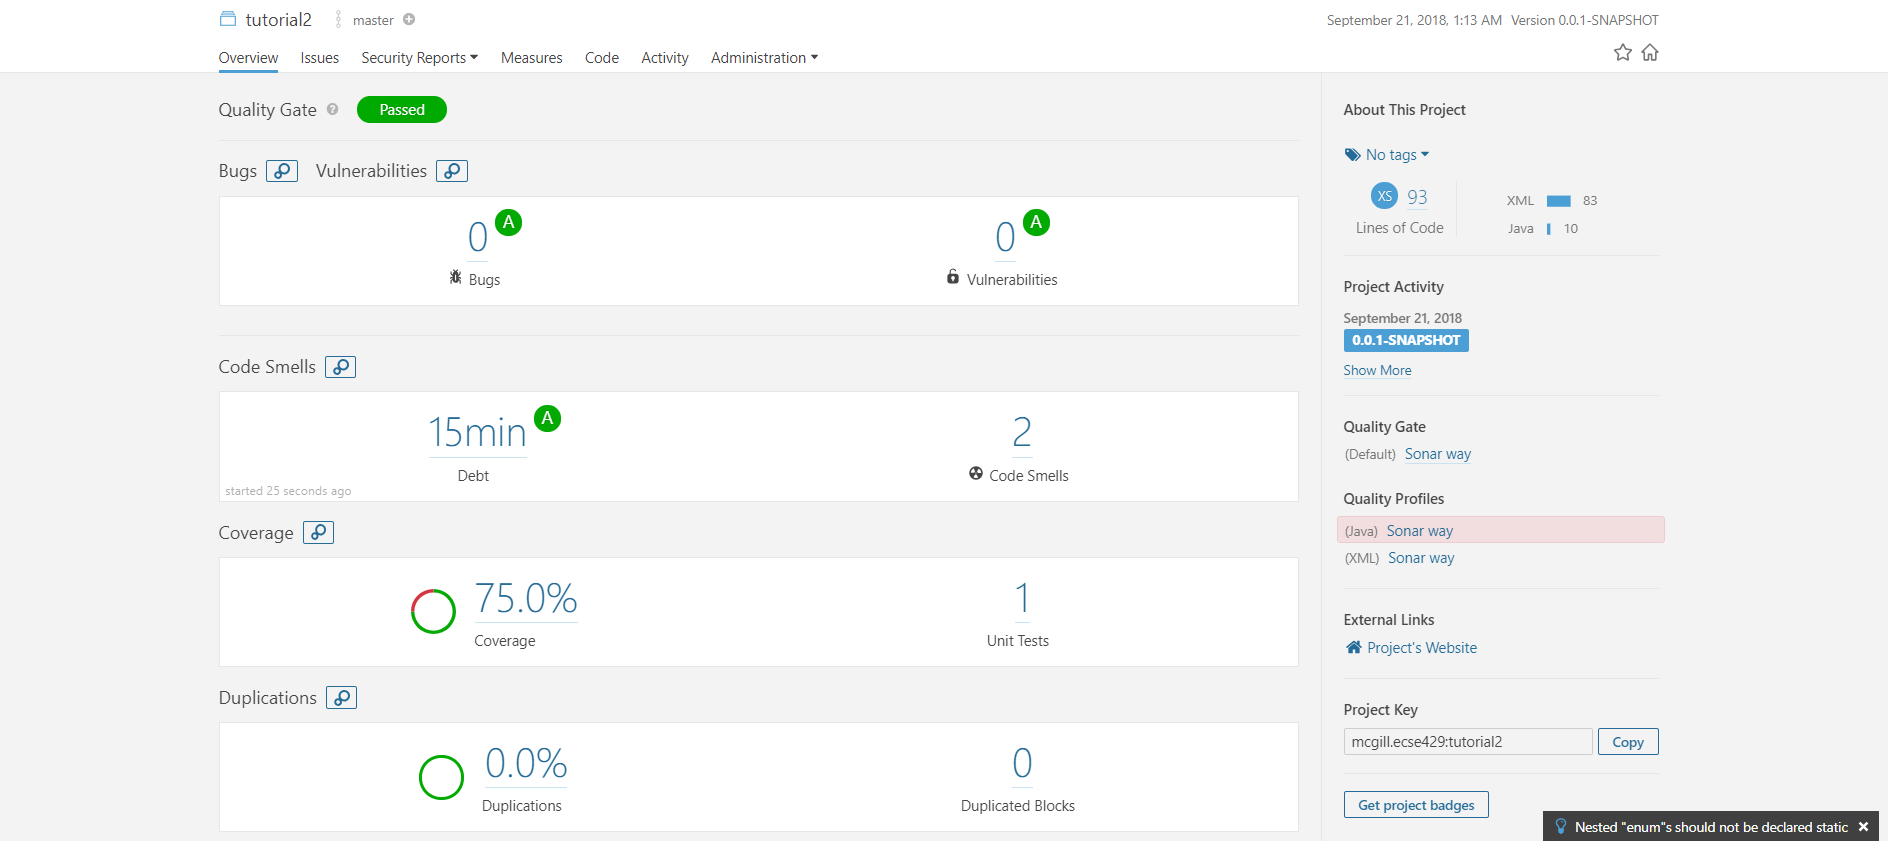 tutorial2 master
September 21, 2018, 1:13 AM Version 0.0.1-SNAPSHOT
Overview Issues Security Reports Measures Code Activity Administration
Quality Gate ? Passed
Bugs Vulnerabilities
0 A
Bugs
0 A
Vulnerabilities
Code Smells
15min A
Debt
started 25 seconds ago
2
Code Smells
Coverage
75.0%
Coverage
1
Unit Tests
Duplications
0.0%
Duplications
0
Duplicated Blocks
About This Project
No tags
XS 93
Lines of Code
XML 83
Java 10
Project Activity
September 21, 2018
0.0.1-SNAPSHOT
Show More
Quality Gate
(Default) Sonar way
Quality Profiles
(Java) Sonar way
(XML) Sonar way
External Links
Project's Website
Project Key
mcgill.ecse429:tutorial2 Copy
Get project badges
Nested "enum"s should not be declared static